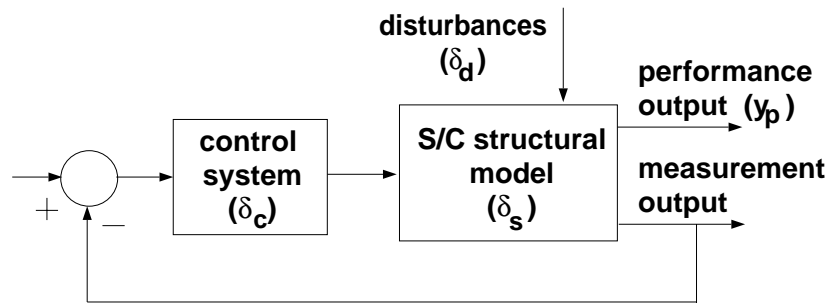 disturbances
(δd)
performance
output (yp)
control
system
(δc)
S/C structural
model
(δs)
measurement
output
+
−